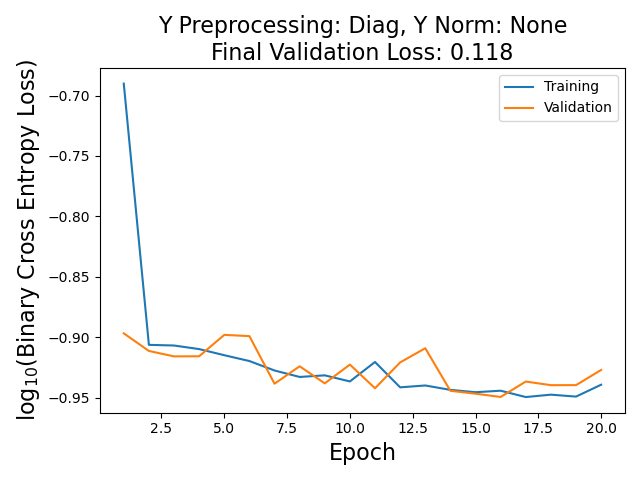 Y Preprocessing: Diag, Y Norm: None
Final Validation Loss: 0.118
Training
Validation
log10(Binary Cross Entropy Loss)
−0.70
−0.75
−0.80
−0.85
−0.90
−0.95
2.5 5.0 7.5 10.0 12.5 15.0 17.5 20.0
Epoch